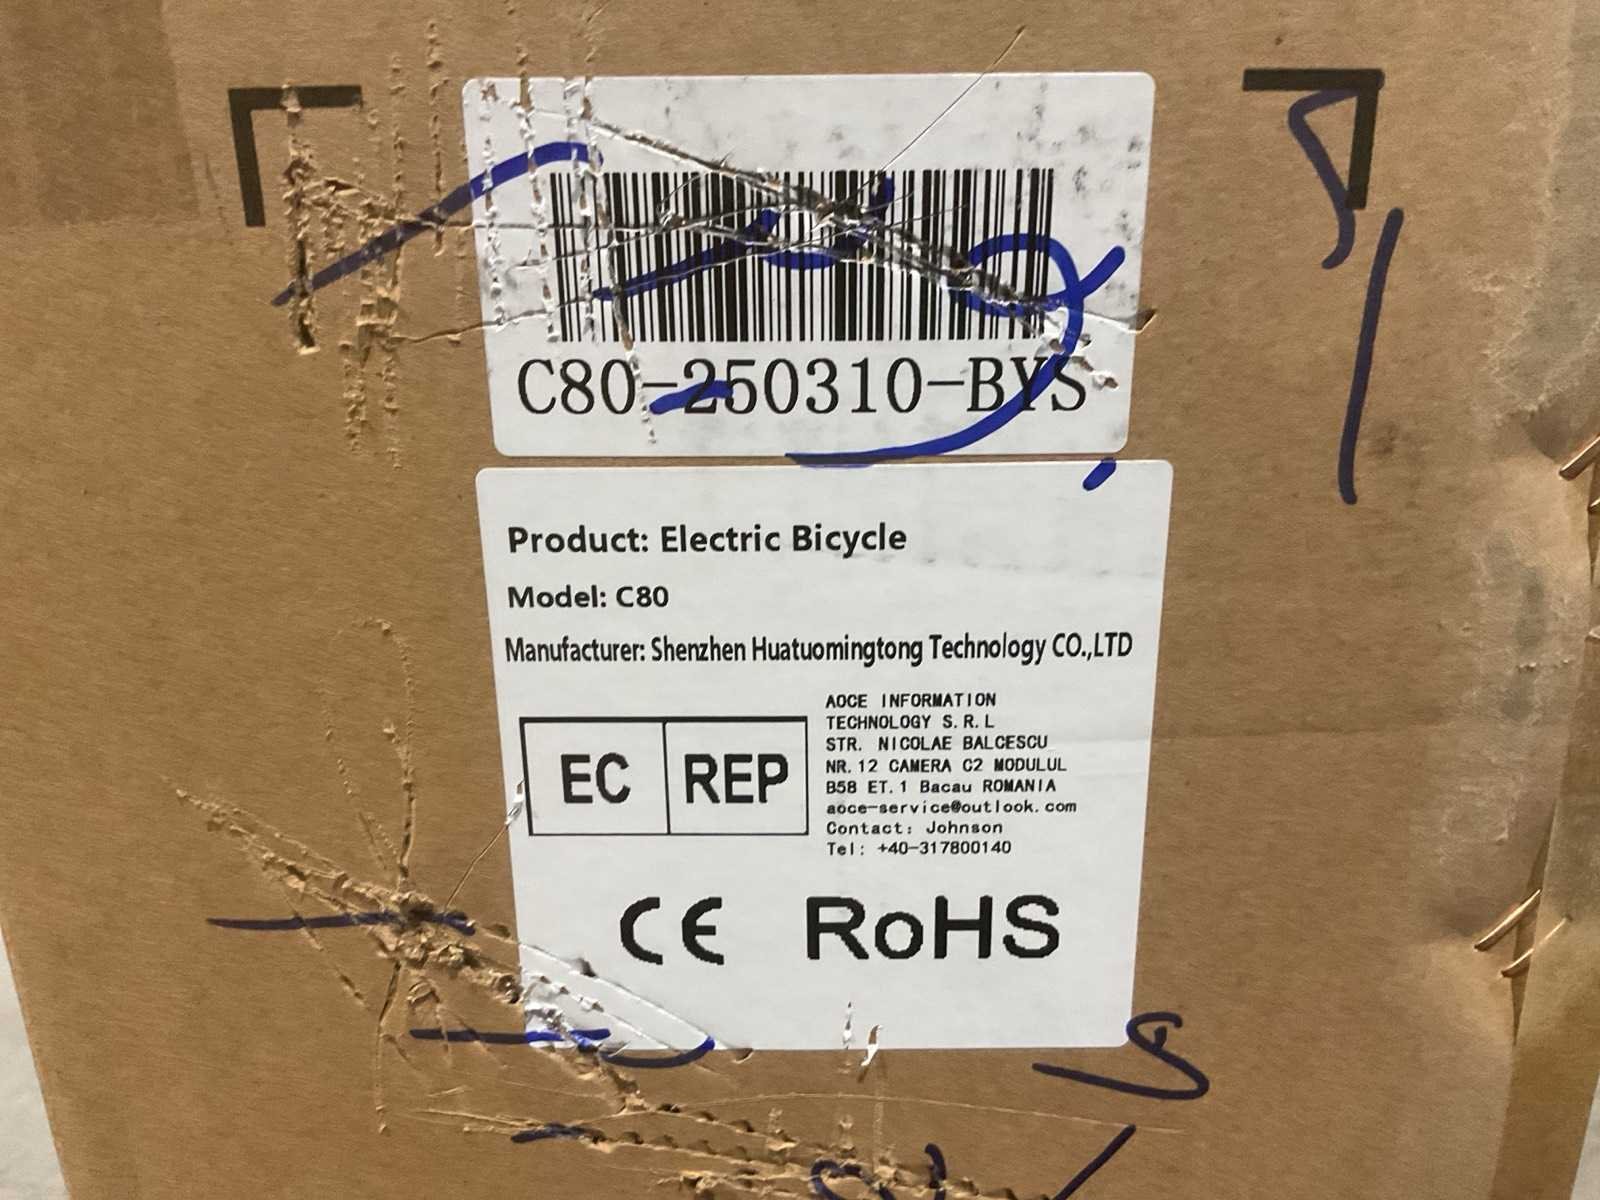 C80-250310-BYS
Product: Electric Bicycle
Model: C80
Manufacturer: Shenzhen Huatuomingtong Technology CO.,LTD
EC REP
AOCE INFORMATION
TECHNOLOGY S.R.L
STR. NICOLAE BALCESCU
NR.12 CAMERA C2 MODULUL
B58 ET.1 Bacau ROMANIA
aoce-service@outlook.com
Contact: Johnson
Tel: +40-317800140
CE RoHS